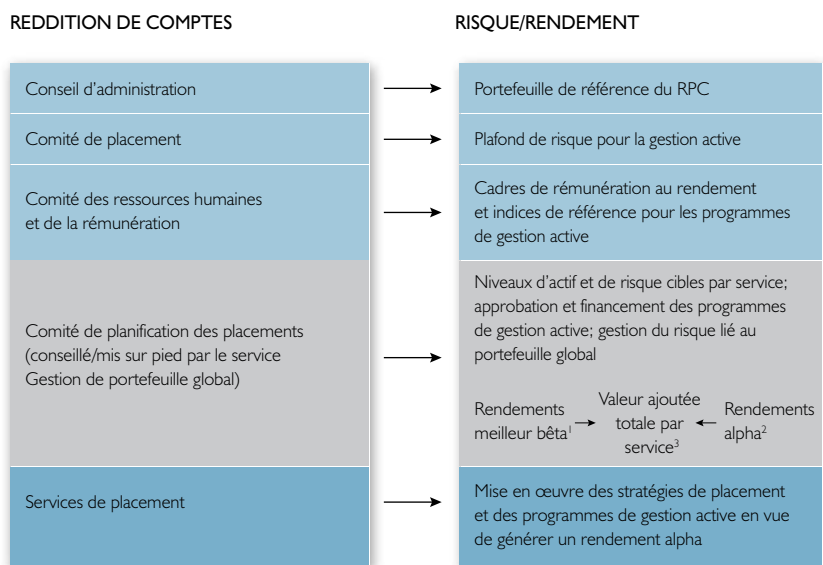 REDDITION DE COMPTES
RISQUE/RENDEMENT
Conseil d'administration
Portefeuille de référence du RPC
Comité de placement
Plafond de risque pour la gestion active
Comité des ressources humaines
et de la rémunération
Cadres de rémunération au rendement
et indices de référence pour les programmes
de gestion active
Comité de planification des placements
(conseillé/mis sur pied par le service
Gestion de portefeuille global)
Niveaux d'actif et de risque cibles par service;
approbation et financement des programmes
de gestion active; gestion du risque lié au
portefeuille global
Rendements
meilleur bêta¹
Valeur ajoutée
totale par
service³
Rendements
alpha²
Services de placement
Mise en œuvre des stratégies de placement
et des programmes de gestion active en vue
de générer un rendement alpha